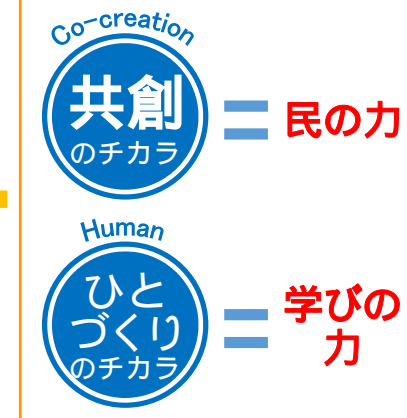 Co-creation
共創
のチカラ
＝
民の力
Human
ひと
づくり
のチカラ
＝
学びの
力